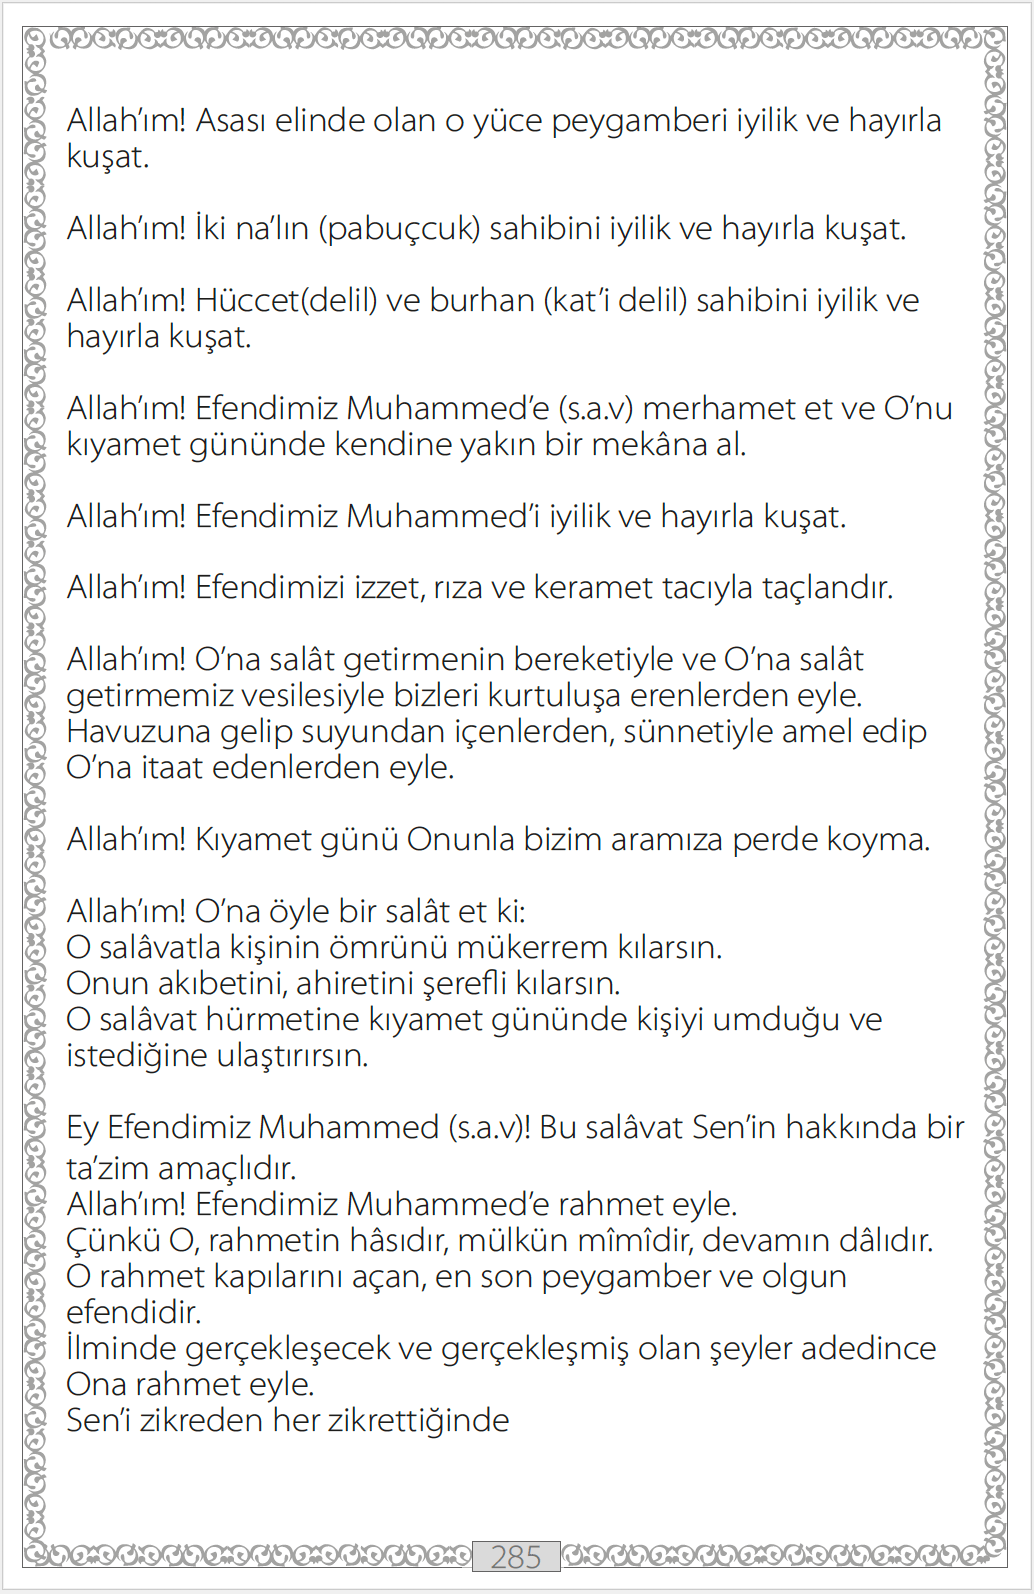 Allah’ım! Asası elinde olan o yüce peygamberi iyilik ve hayırla
kuşat.
Allah’ım! İki na’lın (pabuçcuk) sahibini iyilik ve hayırla kuşat.
Allah’ım! Hüccet(delil) ve burhan (kat’i delil) sahibini iyilik ve
hayırla kuşat.
Allah’ım! Efendimiz Muhammed’e (s.a.v) merhamet et ve O’nu
kıyamet gününde kendine yakın bir mekâna al.
Allah’ım! Efendimiz Muhammed’i iyilik ve hayırla kuşat.
Allah’ım! Efendimizi izzet, rıza ve keramet tacıyla taçlandır.
Allah’ım! O’na salât getirmenin bereketiyle ve O’na salât
getirmemiz vesilesiyle bizleri kurtuluşa erenlerden eyle.
Havuzuna gelip suyundan içenlerden, sünnetiyle amel edip
O’na itaat edenlerden eyle.
Allah’ım! Kıyamet günü Onunla bizim aramıza perde koyma.
Allah’ım! O’na öyle bir salât et ki:
O salâvatla kişinin ömrünü mükerrem kılarsın.
Onun akıbetini, ahiretini şerefli kılarsın.
O salâvat hürmetine kıyamet gününde kişiyi umduğu ve
istediğine ulaştırırsın.
Ey Efendimiz Muhammed (s.a.v)! Bu salâvat Sen’in hakkında bir
ta’zim amaçlıdır.
Allah’ım! Efendimiz Muhammed’e rahmet eyle.
Çünkü O, rahmetin hâsıdır, mülkün mîmîdir, devamın dâlıdır.
O rahmet kapılarını açan, en son peygamber ve olgun
efendidir.
İlminde gerçekleşecek ve gerçekleşmiş olan şeyler adedince
Ona rahmet eyle.
Sen’i zikreden her zikrettiğinde
285